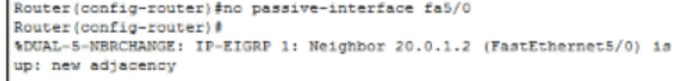 Router(config-router)#no passive-interface fa5/0
Router(config-router)#
%DUAL-5-NBRCHANGE: IP-EIGRP 1: Neighbor 20.0.1.2 (FastEthernet5/0) is
up: new adjacency